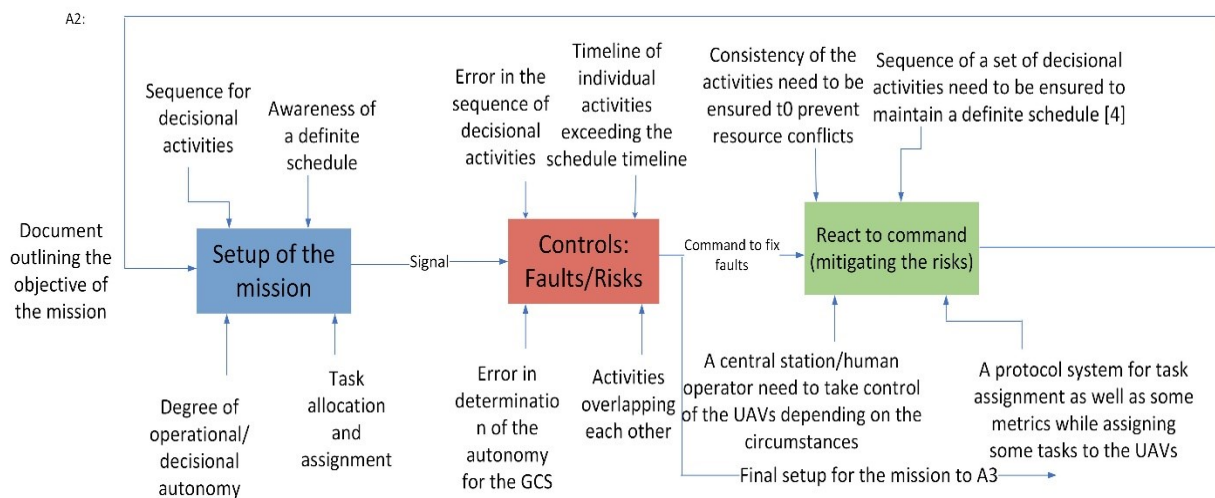 A2:
Sequence for
decisional
activities
Awareness of
a definite
schedule
Error in the
sequence of
decisional
activities
Timeline of
individual
activities
exceeding the
schedule timeline
Consistency of the
activities need to be
ensured t0 prevent
resource conflicts
Sequence of a set of decisional
activities need to be ensured to
maintain a definite schedule [4]
Document
outlining the
objective of
the mission
Setup of the
mission
Signal
Controls:
Faults/Risks
Command to fix
faults
React to command
(mitigating the risks)
Degree of
operational/
decisional
autonomy
Task
allocation
and
assignment
Error in
determinatio
n of the
autonomy
for the GCS
Activities
overlapping
each other
A central station/human
operator need to take control
of the UAVs depending on the
circumstances
A protocol system for task
assignment as well as some
metrics while assigning
some tasks to the UAVs
Final setup for the mission to A3